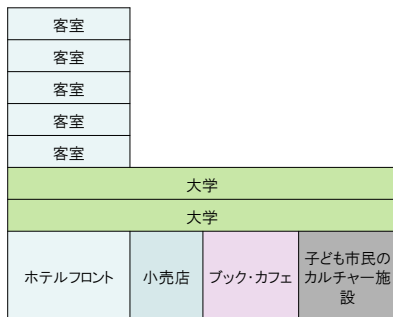 客室
客室
客室
客室
客室
大学
大学
ホテルフロント
小売店
ブック・カフェ
子ども市民の
カルチャー施
設